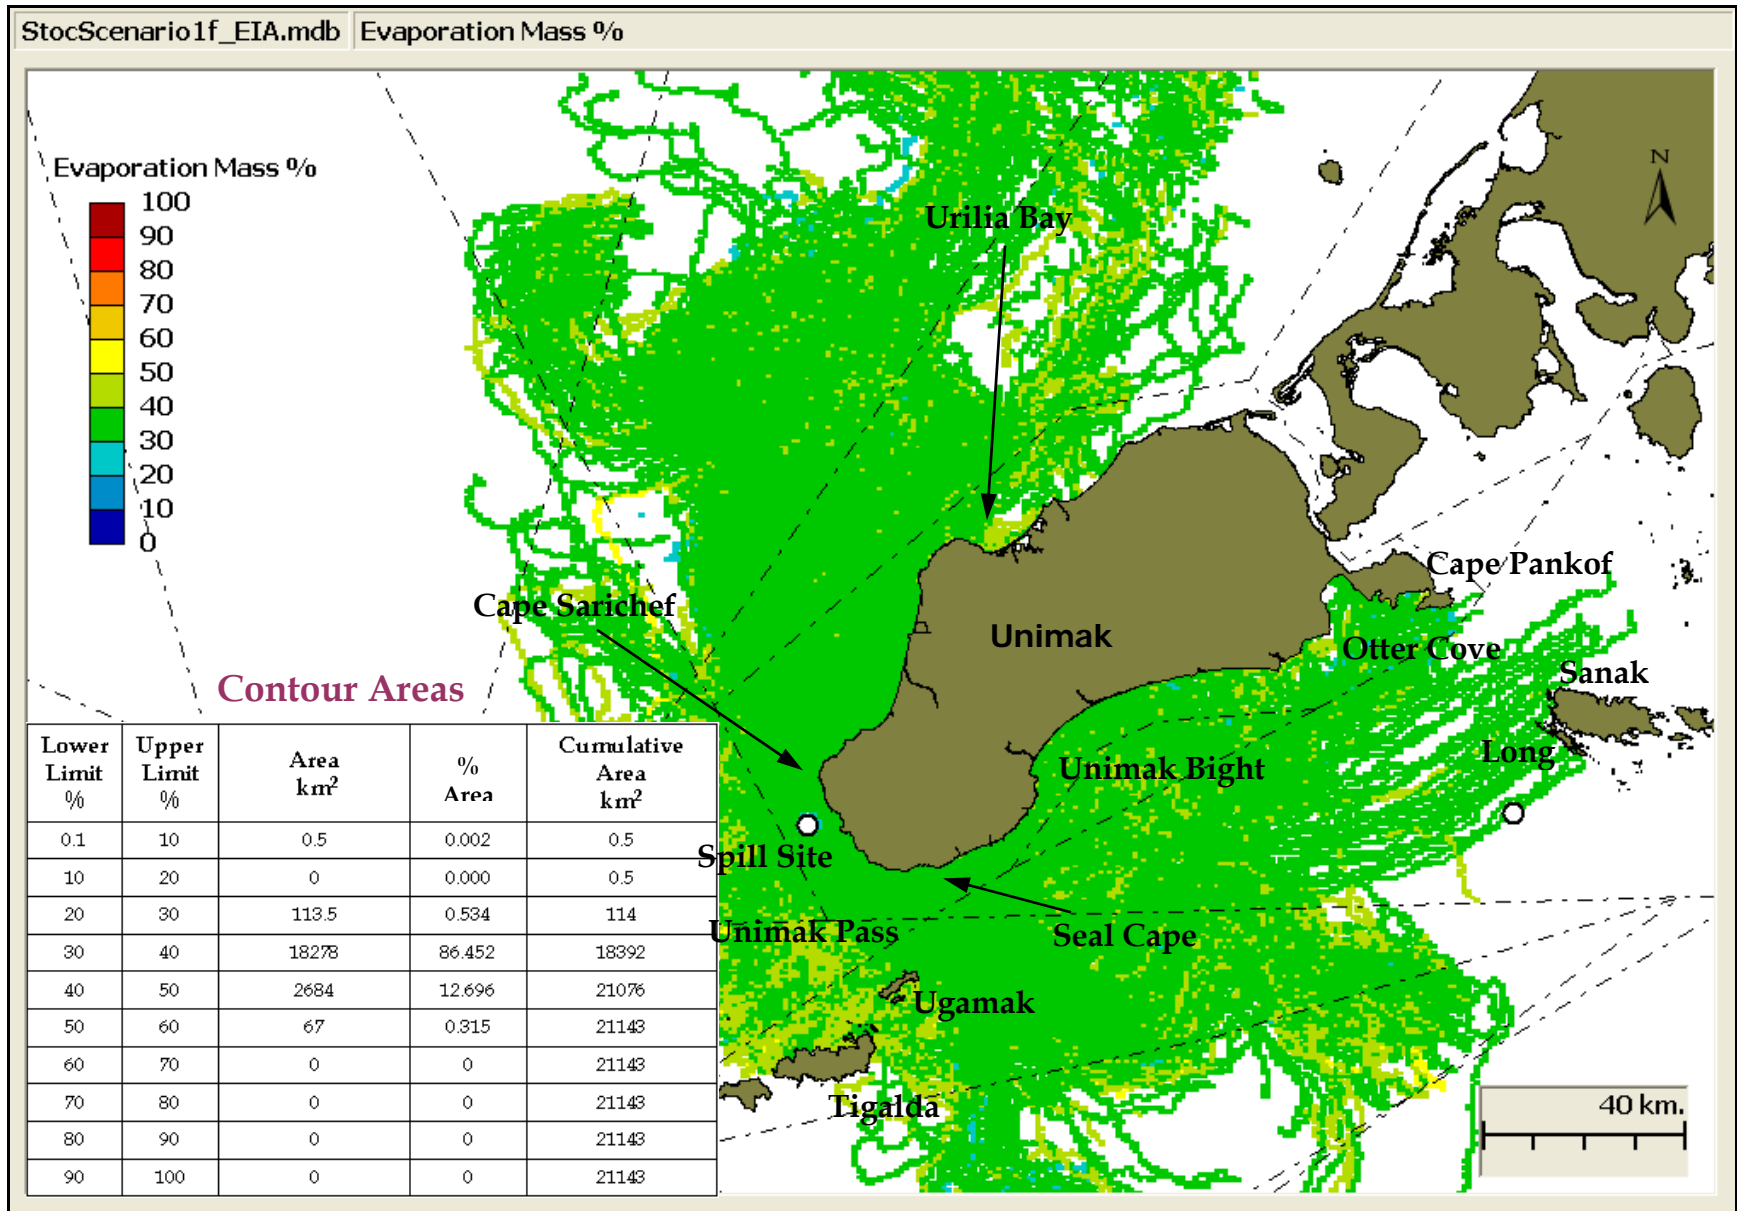 StocScenario1f_EIA.mdb Evaporation Mass %
Evaporation Mass %
100
90
80
70
60
50
40
30
20
10
0
N
Urilia Bay
Cape Pankof
Cape Sarichef
Unimak
Otter Cove
Sanak
Long
Unimak Bight
Spill Site
Unimak Pass
Seal Cape
Ugamak
Tigalda
40 km.
Contour Areas
Lower Limit % Upper Limit % Area km² % Area Cumulative Area km²
0.1 10 0.5 0.002 0.5
10 20 0 0.000 0.5
20 30 113.5 0.534 114
30 40 18278 86.452 18392
40 50 2684 12.696 21076
50 60 67 0.315 21143
60 70 0 0 21143
70 80 0 0 21143
80 90 0 0 21143
90 100 0 0 21143